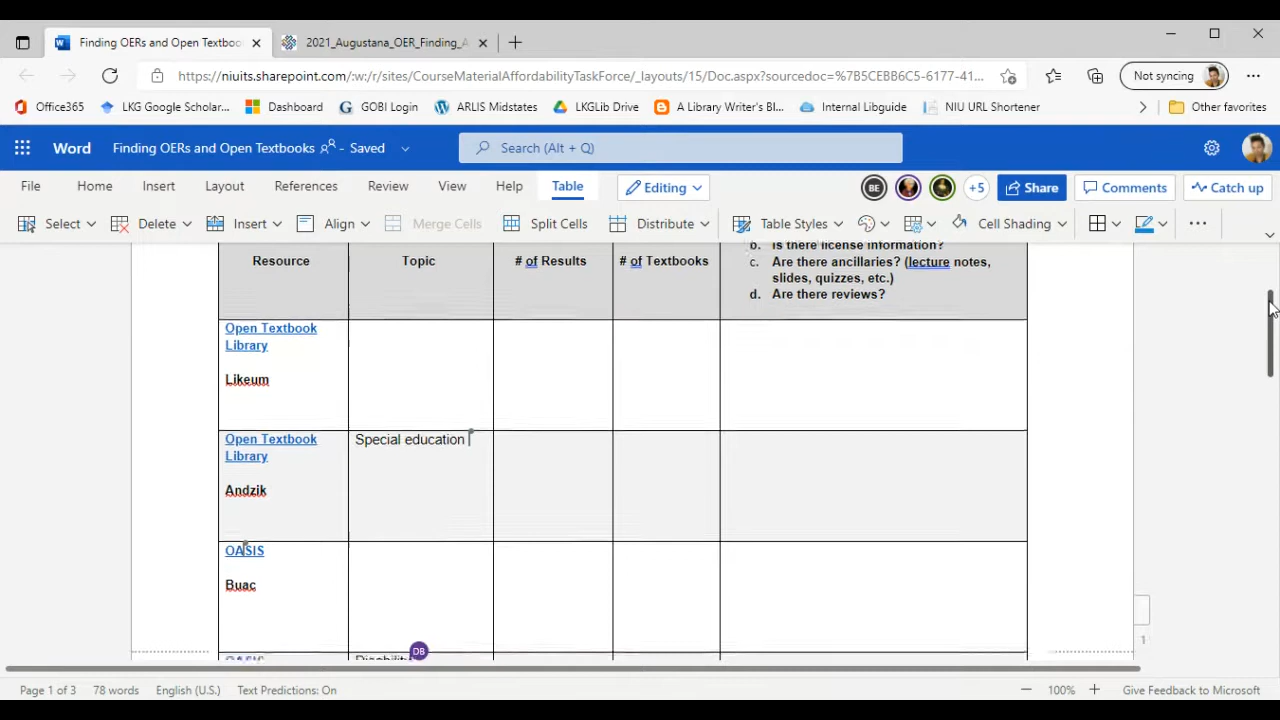 Finding OERs and Open Textboo
2021_Augustana_OER_Finding_A
https://niuits.sharepoint.com/:w:/r/sites/CourseMaterialAffordabilityTaskForce/_layouts/15/Doc.aspx?sourcedoc=%7B5CEBB6C5-6177-41...
Not syncing
Office365
LKG Google Scholar...
Dashboard
GOBI Login
ARLIS Midstates
LKGLib Drive
A Library Writer's Bl...
Internal Libguide
NIU URL Shortener
Other favorites
Word
Finding OERs and Open Textbooks
- Saved
Search (Alt + Q)
File
Home
Insert
Layout
References
Review
View
Help
Table
Editing
BE
+5
Share
Comments
Catch up
Select
Delete
Insert
Align
Merge Cells
Split Cells
Distribute
Table Styles
Cell Shading
Resource
Topic
# of Results
# of Textbooks
b. Is there license information?
c. Are there ancillaries? (lecture notes,
slides, quizzes, etc.)
d. Are there reviews?
Open Textbook
Library
Likeum
Open Textbook
Library
Andzik
Special education
OASIS
Buac
OASIS
Disability
DB
1
Page 1 of 3
78 words
English (U.S.)
Text Predictions: On
100%
Give Feedback to Microsoft